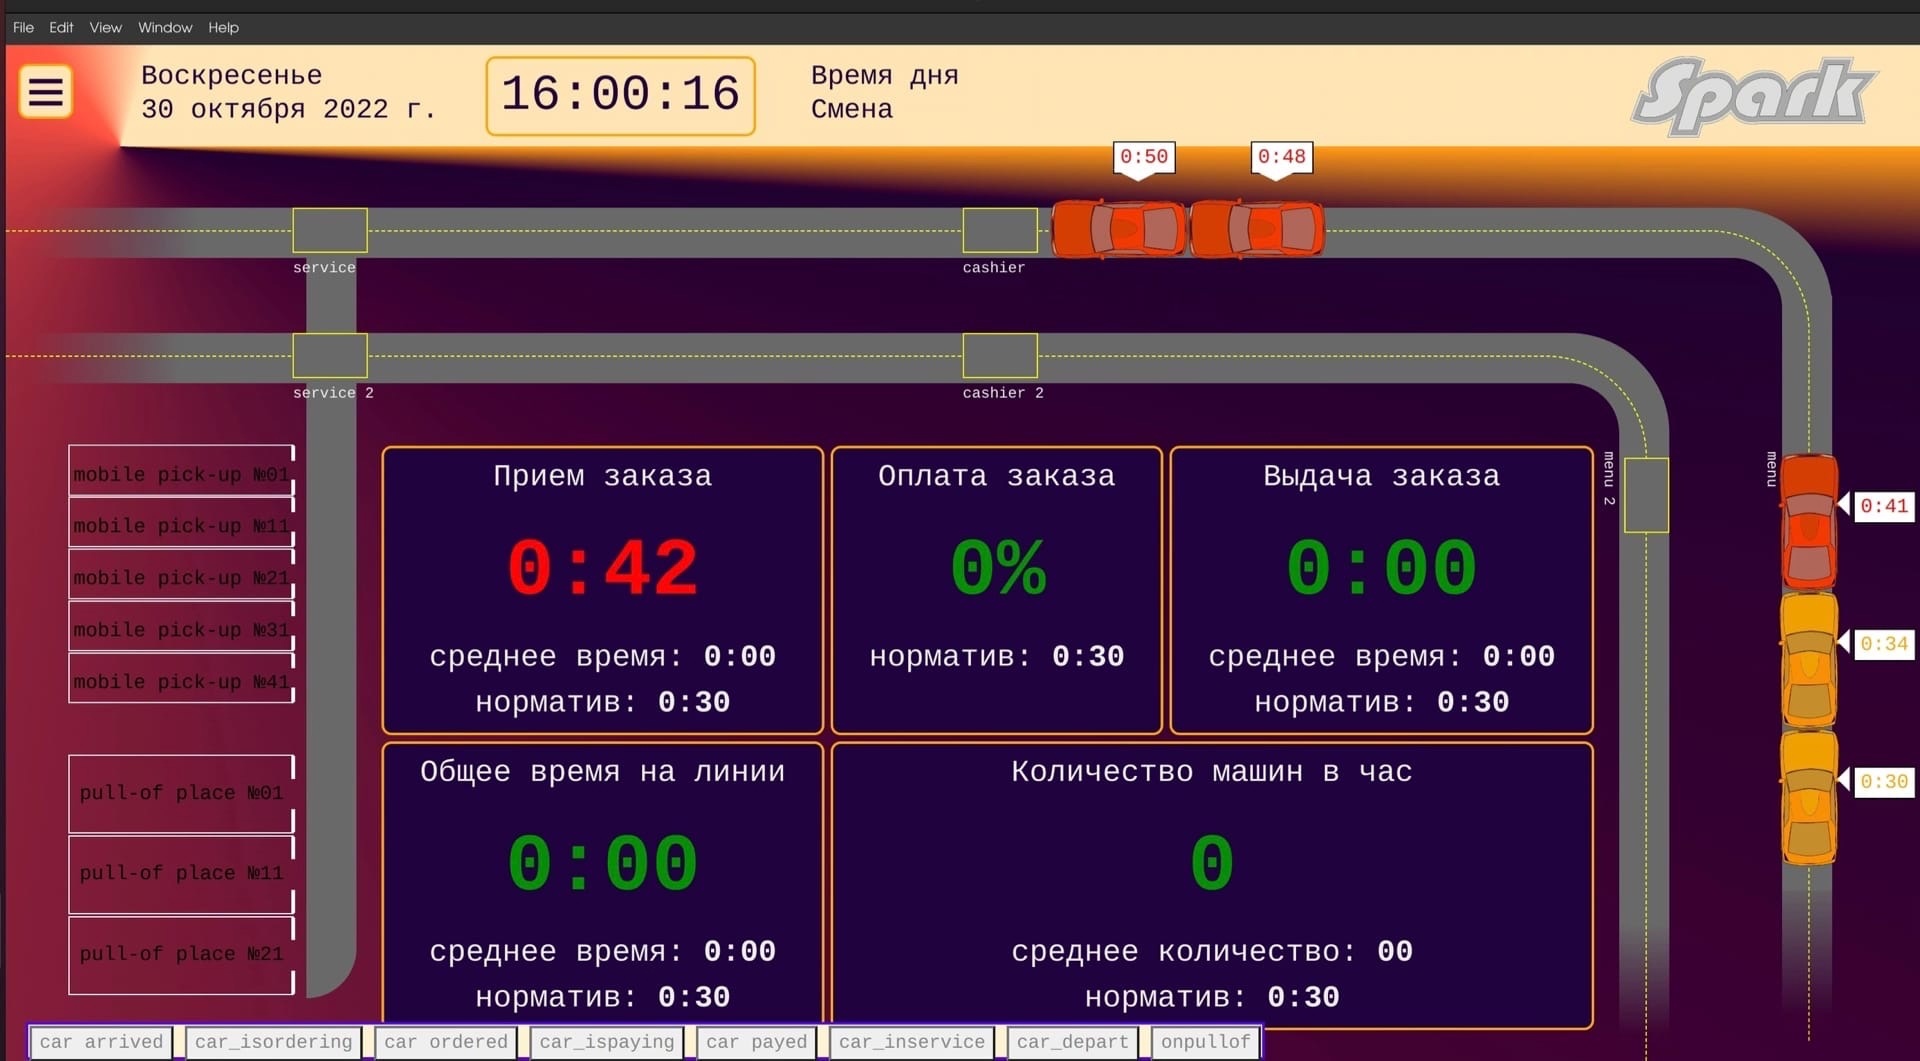 File Edit View Window Help
Воскресенье
30 октября 2022 г.
16:00:16
Время дня
Смена
Spark
0:50
0:48
service
cashier
service 2
cashier 2
menu 2
menu
0:41
0:34
0:30
mobile pick-up №01
mobile pick-up №11
mobile pick-up №21
mobile pick-up №31
mobile pick-up №41
pull-of place №01
pull-of place №11
pull-of place №21
Прием заказа
0:42
среднее время: 0:00
норматив: 0:30
Оплата заказа
0%
норматив: 0:30
Выдача заказа
0:00
среднее время: 0:00
норматив: 0:30
Общее время на линии
0:00
среднее время: 0:00
норматив: 0:30
Количество машин в час
0
среднее количество: 00
норматив: 0:30
car arrived car_isordering car ordered car_ispaying car payed car_inservice car_depart onpullof